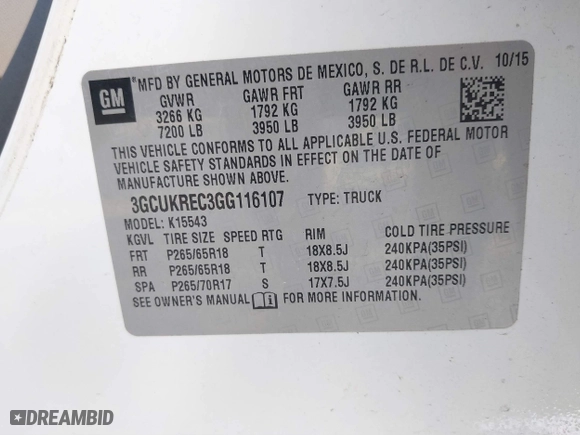 GM
*MFD BY GENERAL MOTORS DE MEXICO, S. DE R.L. DE C.V. 10/15
GVWR GAWR FRT GAWR RR
3266 KG 1792 KG 1792 KG
7200 LB 3950 LB 3950 LB
THIS VEHICLE CONFORMS TO ALL APPLICABLE U.S. FEDERAL MOTOR
VEHICLE SAFETY STANDARDS IN EFFECT ON THE DATE OF
MANUFACTURE SHOWN ABOVE.
3GCUKREC3GG116107 TYPE: TRUCK
MODEL: K15543
KGVL TIRE SIZE SPEED RTG RIM COLD TIRE PRESSURE
FRT P265/65R18 T 18X8.5J 240KPA(35PSI)
RR P265/65R18 T 18X8.5J 240KPA(35PSI)
SPA P265/70R17 S 17X7.5J 240KPA(35PSI)
SEE OWNER'S MANUAL FOR MORE INFORMATION.
DREAMBID